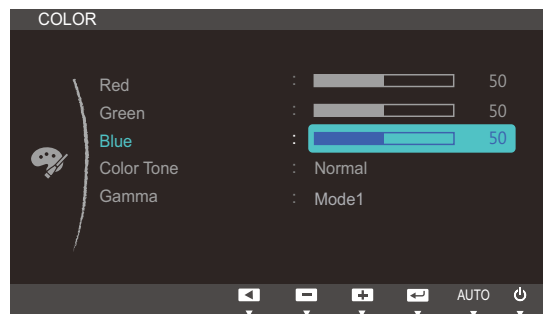 COLOR
Red : 50
Green : 50
Blue : 50
Color Tone : Normal
Gamma : Mode1
AUTO